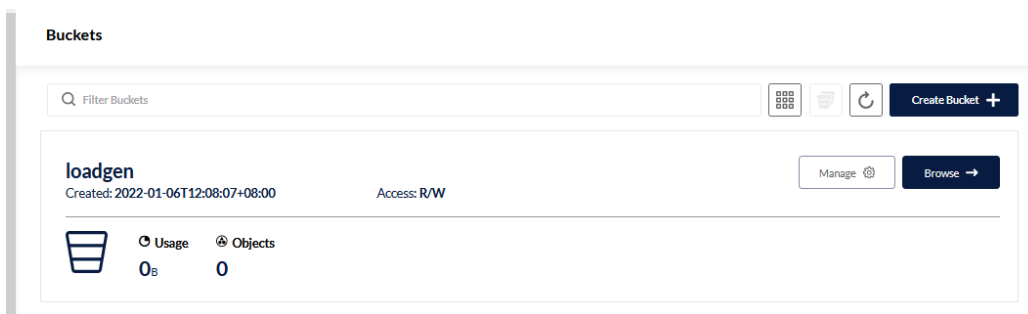 Buckets
Filter Buckets
Create Bucket
loadgen
Created: 2022-01-06T12:08:07+08:00 Access: R/W
Manage
Browse
Usage Objects
0B 0